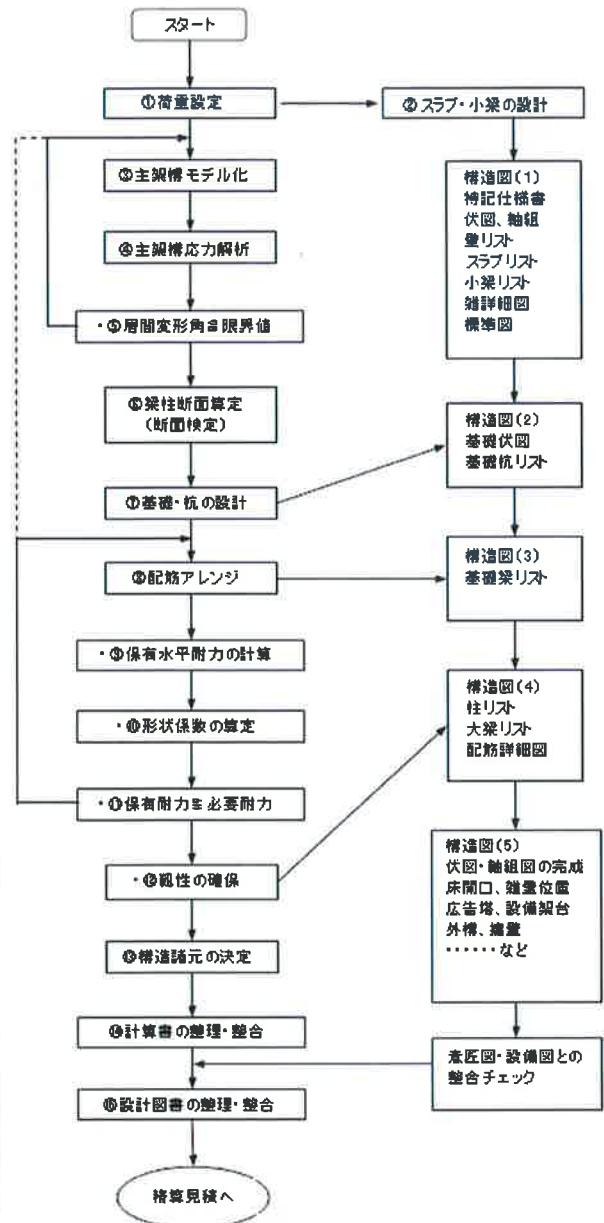 スタート
①荷重設定
②スラブ・小梁の設計
③主架構モデル化
④主架構応力解析
・⑤層間変形角≦限界値
⑥梁柱断面算定
(断面検定)
⑦基礎・杭の設計
⑧配筋アレンジ
・⑨保有水平耐力の計算
・⑩形状係数の算定
・⑪保有耐力≧必要耐力
・⑫靱性の確保
⑬構造諸元の決定
⑭計算書の整理・整合
⑮設計図書の整理・整合
積算見積へ
構造図(1)
特記仕様書
伏図、軸組
壁リスト
スラブリスト
小梁リスト
雑詳細図
標準図
構造図(2)
基礎伏図
基礎杭リスト
構造図(3)
基礎梁リスト
構造図(4)
柱リスト
大梁リスト
配筋詳細図
構造図(5)
伏図・軸組図の完成
床開口、雑壁位置
広告塔、設備架台
外構、擁壁
・・・・・・など
意匠図・設備図との
整合チェック